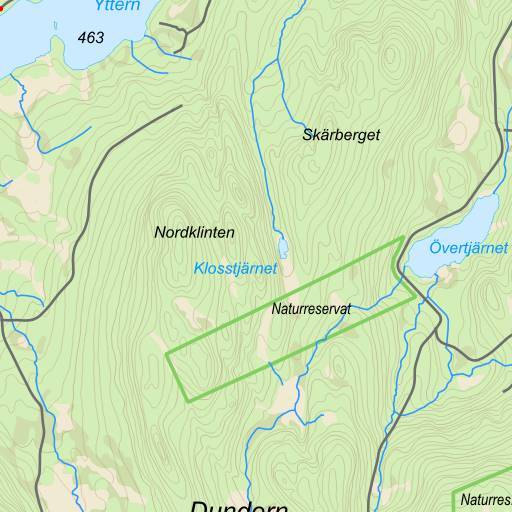 Yttern
463
Skärberget
Nordklinten
Övertjärnet
Klosstjärnet
Naturreservat
Naturres
Dundern